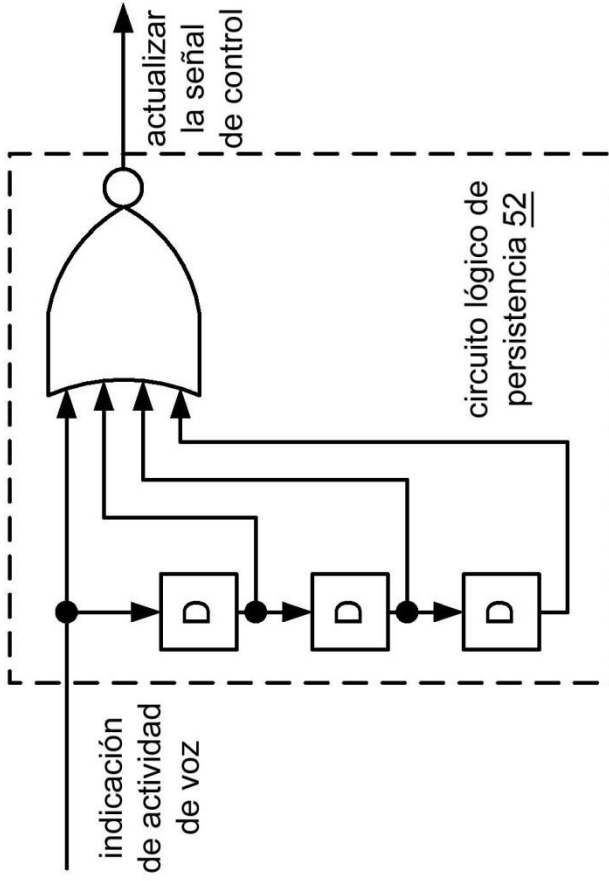 indicación
de actividad
de voz
D
D
D
circuito lógico de
persistencia 52
actualizar
la señal
de control